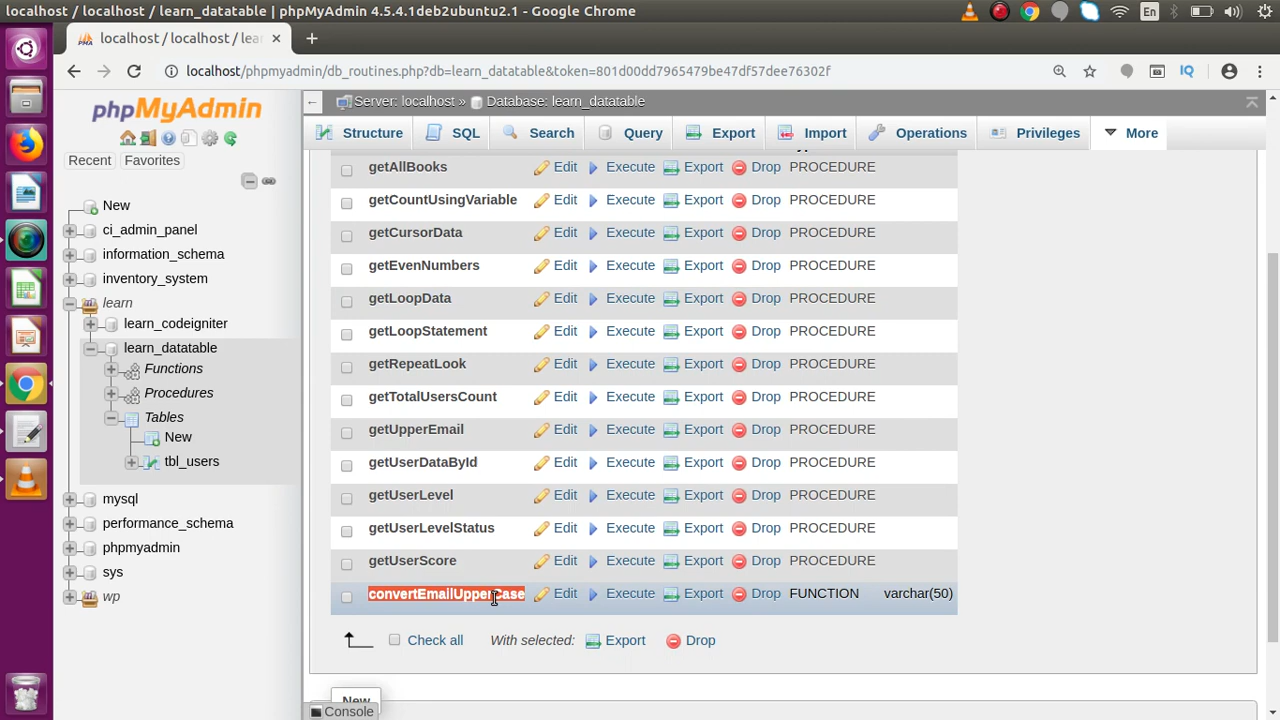 localhost / localhost / learn_datatable | phpMyAdmin 4.5.4.1deb2ubuntu2.1 - Google Chrome
En
localhost / localhost / lea
localhost/phpmyadmin/db_routines.php?db=learn_datatable&token=801d00dd7965479be47df57dee76302f
IQ
phpMyAdmin
Recent Favorites
New
ci_admin_panel
information_schema
inventory_system
learn
learn_codeigniter
learn_datatable
Functions
Procedures
Tables
New
tbl_users
mysql
performance_schema
phpmyadmin
sys
wp
Server: localhost » Database: learn_datatable
Structure SQL Search Query Export Import Operations Privileges More
getAllBooks Edit Execute Export Drop PROCEDURE
getCountUsingVariable Edit Execute Export Drop PROCEDURE
getCursorData Edit Execute Export Drop PROCEDURE
getEvenNumbers Edit Execute Export Drop PROCEDURE
getLoopData Edit Execute Export Drop PROCEDURE
getLoopStatement Edit Execute Export Drop PROCEDURE
getRepeatLook Edit Execute Export Drop PROCEDURE
getTotalUsersCount Edit Execute Export Drop PROCEDURE
getUpperEmail Edit Execute Export Drop PROCEDURE
getUserDataById Edit Execute Export Drop PROCEDURE
getUserLevel Edit Execute Export Drop PROCEDURE
getUserLevelStatus Edit Execute Export Drop PROCEDURE
getUserScore Edit Execute Export Drop PROCEDURE
convertEmailUpperCase Edit Execute Export Drop FUNCTION varchar(50)
Check all With selected: Export Drop
New
Console